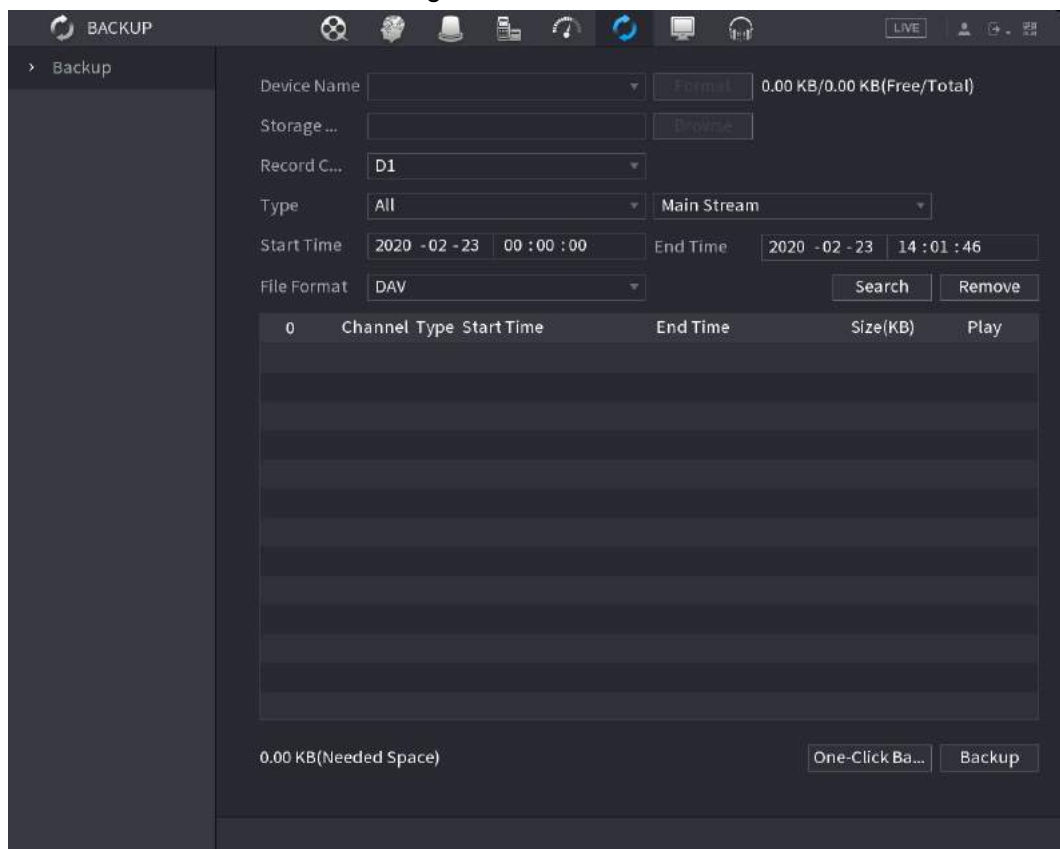 BACKUP LIVE
Backup
Device Name Format 0.00 KB/0.00 KB(Free/Total)
Storage ... Browse
Record C... D1
Type All Main Stream
Start Time 2020 -02 -23 00 :00 :00 End Time 2020 -02 -23 14 :01 :46
File Format DAV Search Remove
0 Channel Type Start Time End Time Size(KB) Play
0.00 KB(Needed Space) One-Click Ba... Backup